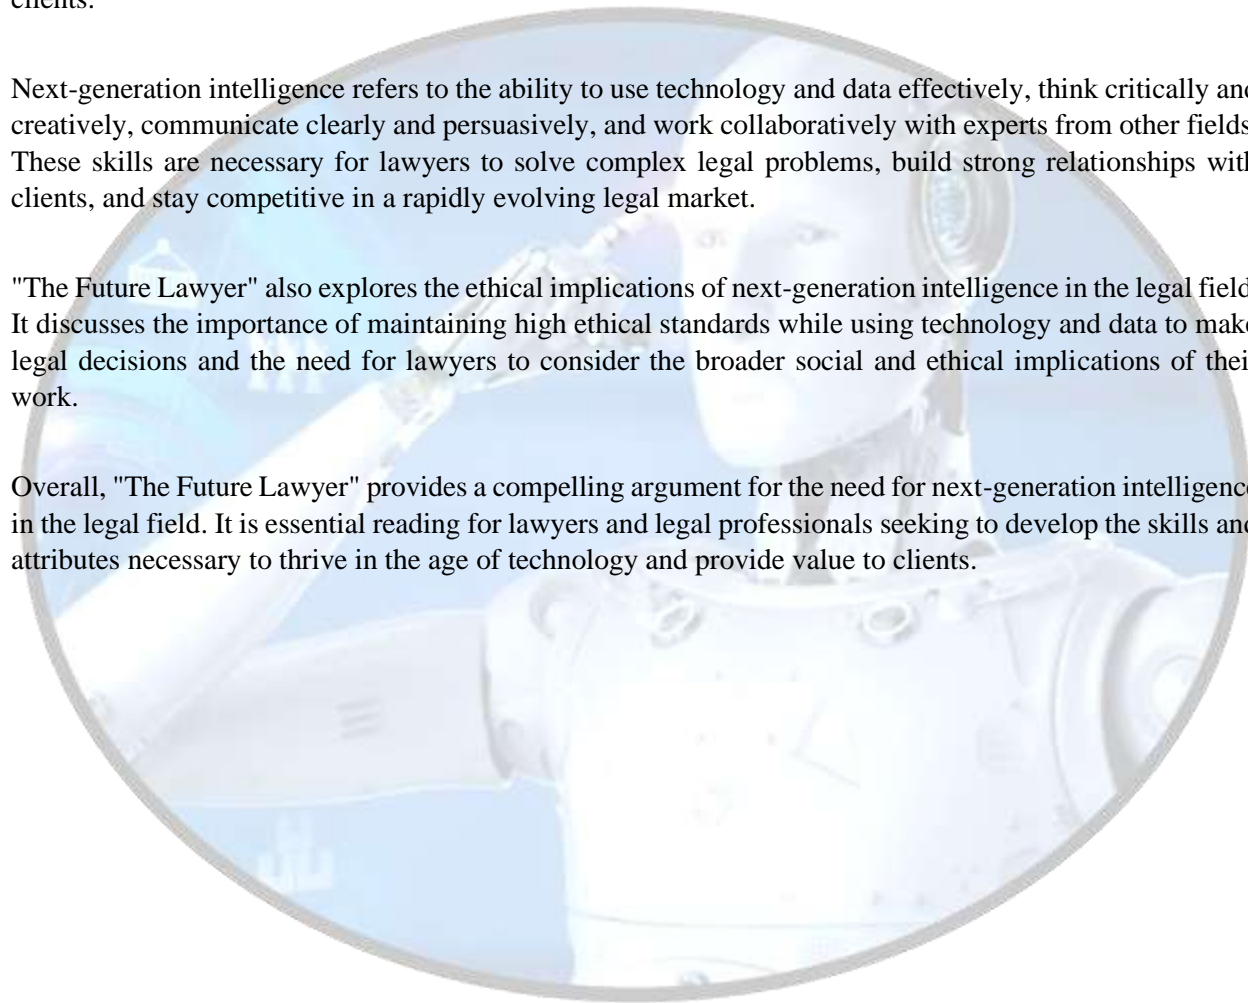 clients.
Next-generation intelligence refers to the ability to use technology and data effectively, think critically and
creatively, communicate clearly and persuasively, and work collaboratively with experts from other fields
These skills are necessary for lawyers to solve complex legal problems, build strong relationships with
clients, and stay competitive in a rapidly evolving legal market.
"The Future Lawyer" also explores the ethical implications of next-generation intelligence in the legal field
It discusses the importance of maintaining high ethical standards while using technology and data to make
legal decisions and the need for lawyers to consider the broader social and ethical implications of their
work.
Overall, "The Future Lawyer" provides a compelling argument for the need for next-generation intelligence
in the legal field. It is essential reading for lawyers and legal professionals seeking to develop the skills and
attributes necessary to thrive in the age of technology and provide value to clients.